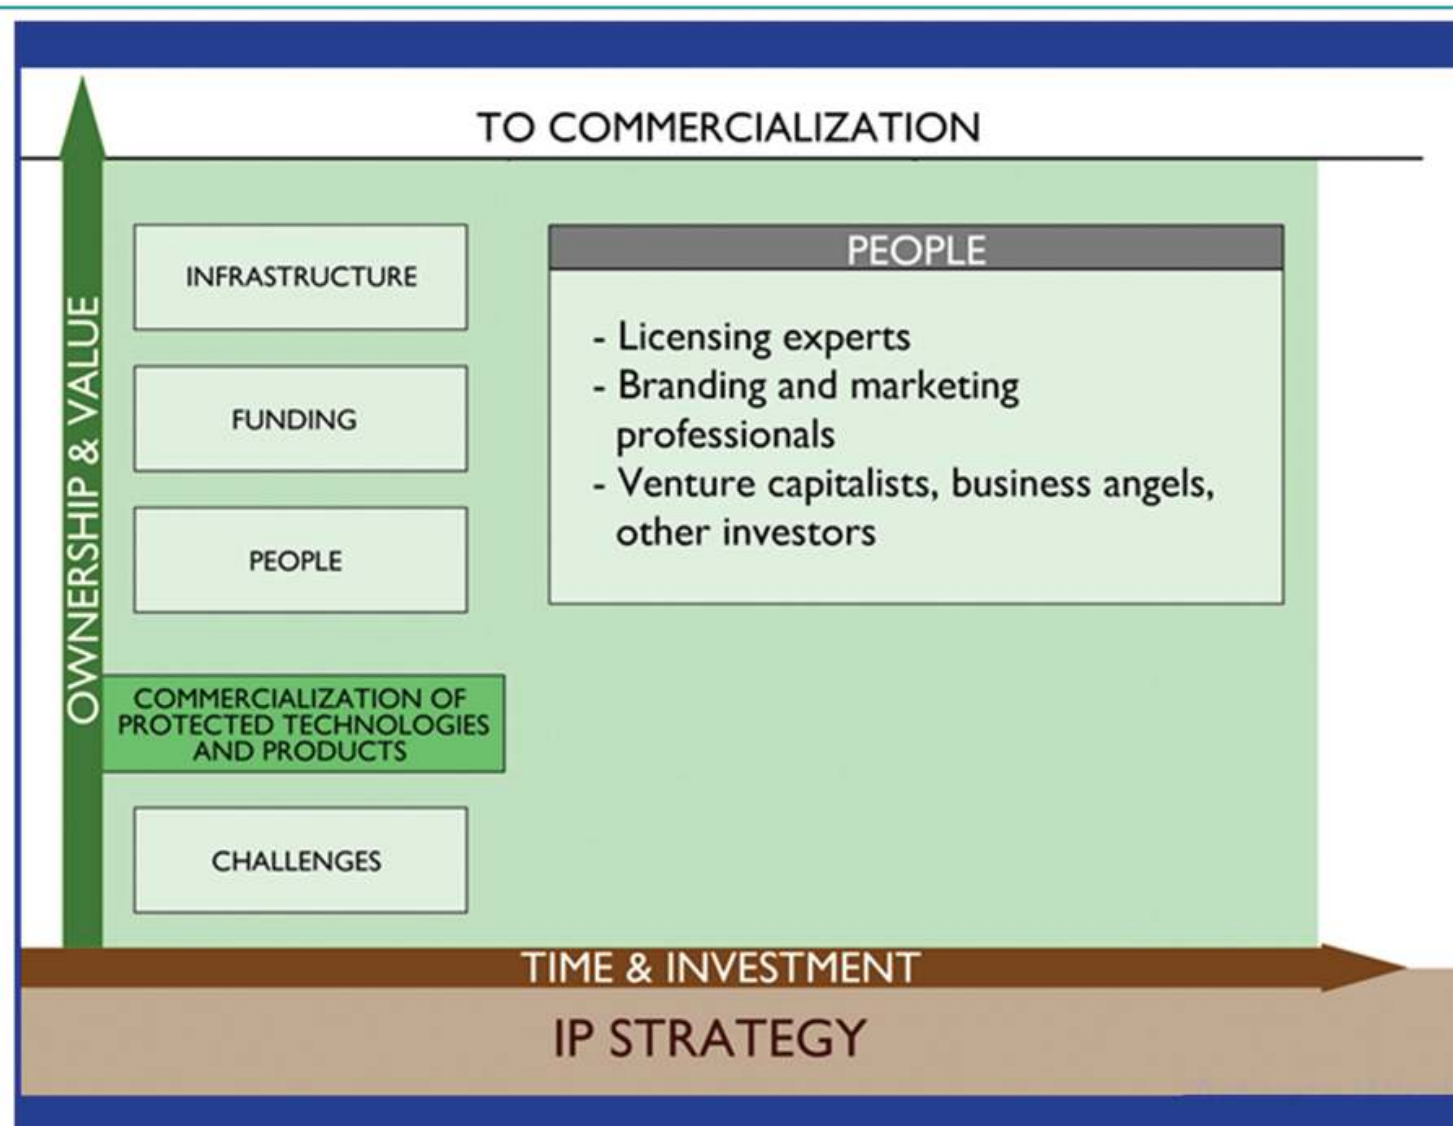 TO COMMERCIALIZATION
OWNERSHIP & VALUE
INFRASTRUCTURE
FUNDING
PEOPLE
COMMERCIALIZATION OF
PROTECTED TECHNOLOGIES
AND PRODUCTS
CHALLENGES
PEOPLE
- Licensing experts
- Branding and marketing
professionals
- Venture capitalists, business angels,
other investors
TIME & INVESTMENT
IP STRATEGY